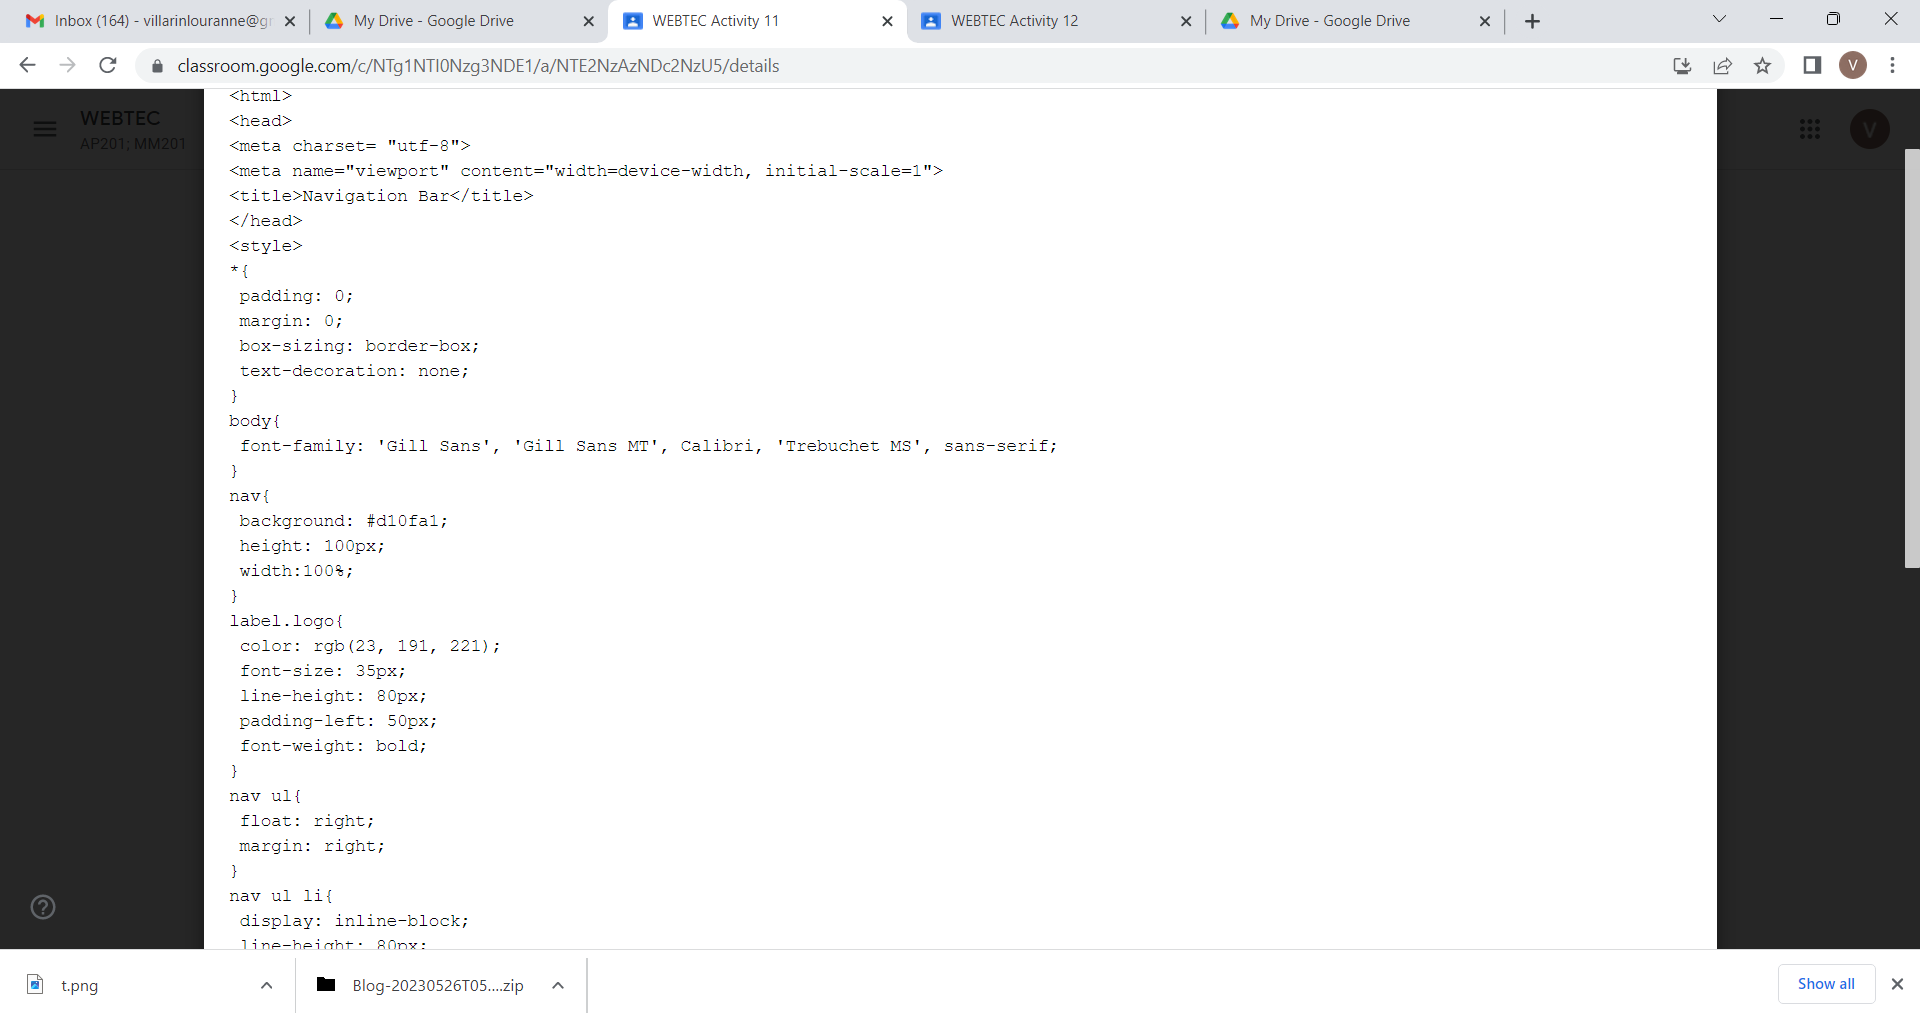 Inbox (164) - villarinlouranne@gr
My Drive - Google Drive
WEBTEC Activity 11
WEBTEC Activity 12
My Drive - Google Drive
classroom.google.com/c/NTg1NTI0Nzg3NDE1/a/NTE2NzAzNDc2NzU5/details
V
WEBTEC
AP201; MM201
V
<html>
<head>
<meta charset= "utf-8">
<meta name="viewport" content="width=device-width, initial-scale=1">
<title>Navigation Bar</title>
</head>
<style>
*{
padding: 0;
margin: 0;
box-sizing: border-box;
text-decoration: none;
}
body{
font-family: 'Gill Sans', 'Gill Sans MT', Calibri, 'Trebuchet MS', sans-serif;
}
nav{
background: #d10fa1;
height: 100px;
width:100%;
}
label.logo{
color: rgb(23, 191, 221);
font-size: 35px;
line-height: 80px;
padding-left: 50px;
font-weight: bold;
}
nav ul{
float: right;
margin: right;
}
nav ul li{
display: inline-block;
line-height: 80px;
t.png
Blog-20230526T05....zip
Show all